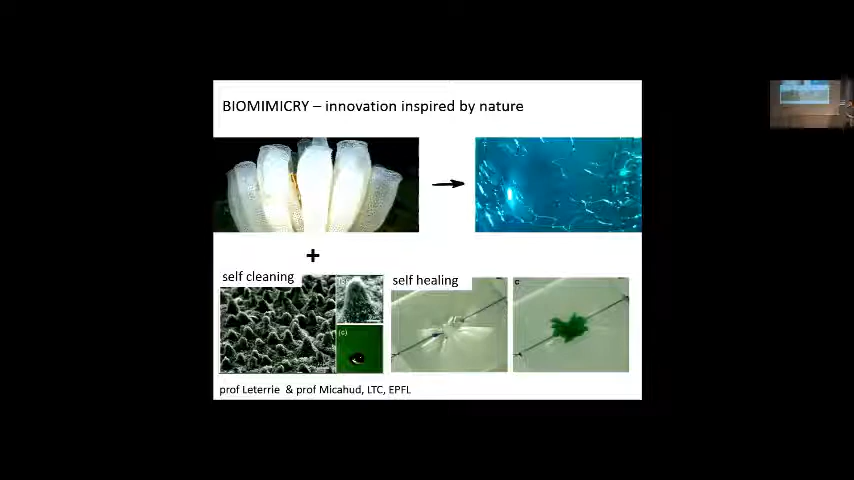 BIOMIMICRY – innovation inspired by nature
+
self cleaning
self healing
(c)
c
prof Leterrie & prof Micahud, LTC, EPFL